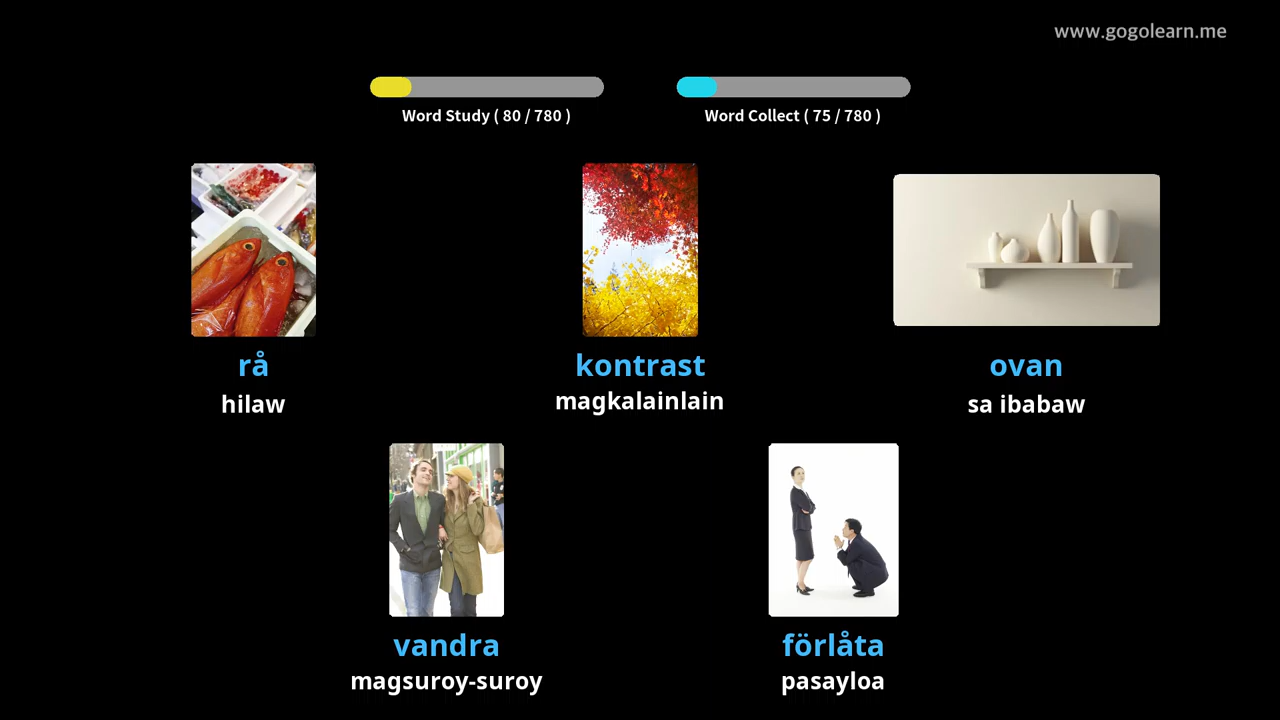 www.gogolearn.me
Word Study ( 80 / 780 )
Word Collect ( 75 / 780 )
rå
hilaw
kontrast
magkalainlain
ovan
sa ibabaw
vandra
magsuroy-suroy
förlåta
pasayloa